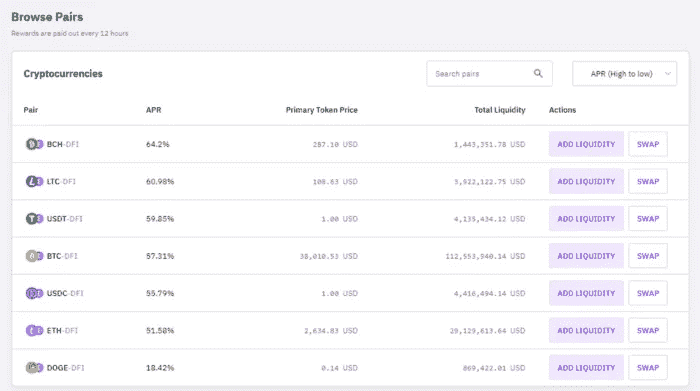 Browse Pairs
Rewards are paid out every 12 hours
Cryptocurrencies
Search pairs
APR (High to low)
Pair APR Primary Token Price Total Liquidity Actions
BCH-DFI 64.2% 287.10 USD 1,443,351.78 USD ADD LIQUIDITY SWAP
LTC-DFI 60.98% 108.63 USD 3,922,122.75 USD ADD LIQUIDITY SWAP
USDT-DFI 59.85% 1.00 USD 4,135,434.12 USD ADD LIQUIDITY SWAP
BTC-DFI 57.31% 38,010.53 USD 112,553,940.14 USD ADD LIQUIDITY SWAP
USDC-DFI 55.79% 1.00 USD 4,416,494.14 USD ADD LIQUIDITY SWAP
ETH-DFI 51.58% 2,634.83 USD 29,129,613.64 USD ADD LIQUIDITY SWAP
DOGE-DFI 18.42% 0.14 USD 869,422.01 USD ADD LIQUIDITY SWAP